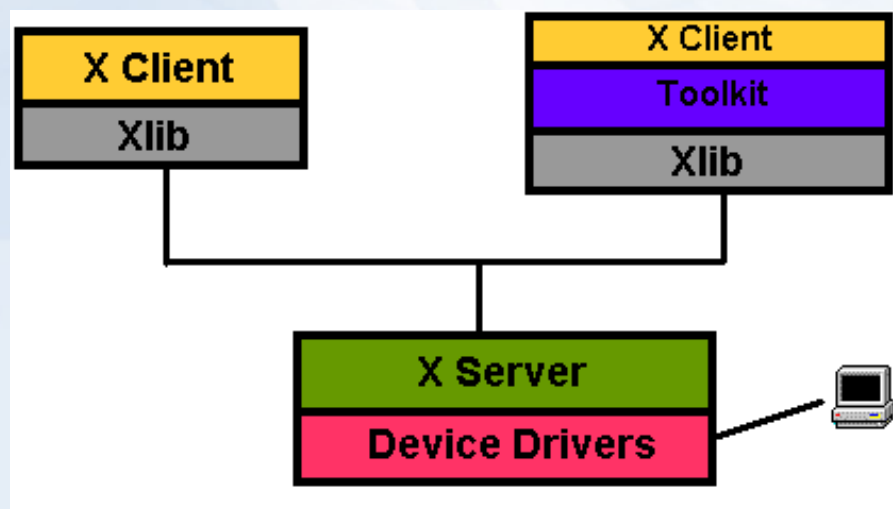 X Client
Xlib
X Client
Toolkit
Xlib
X Server
Device Drivers